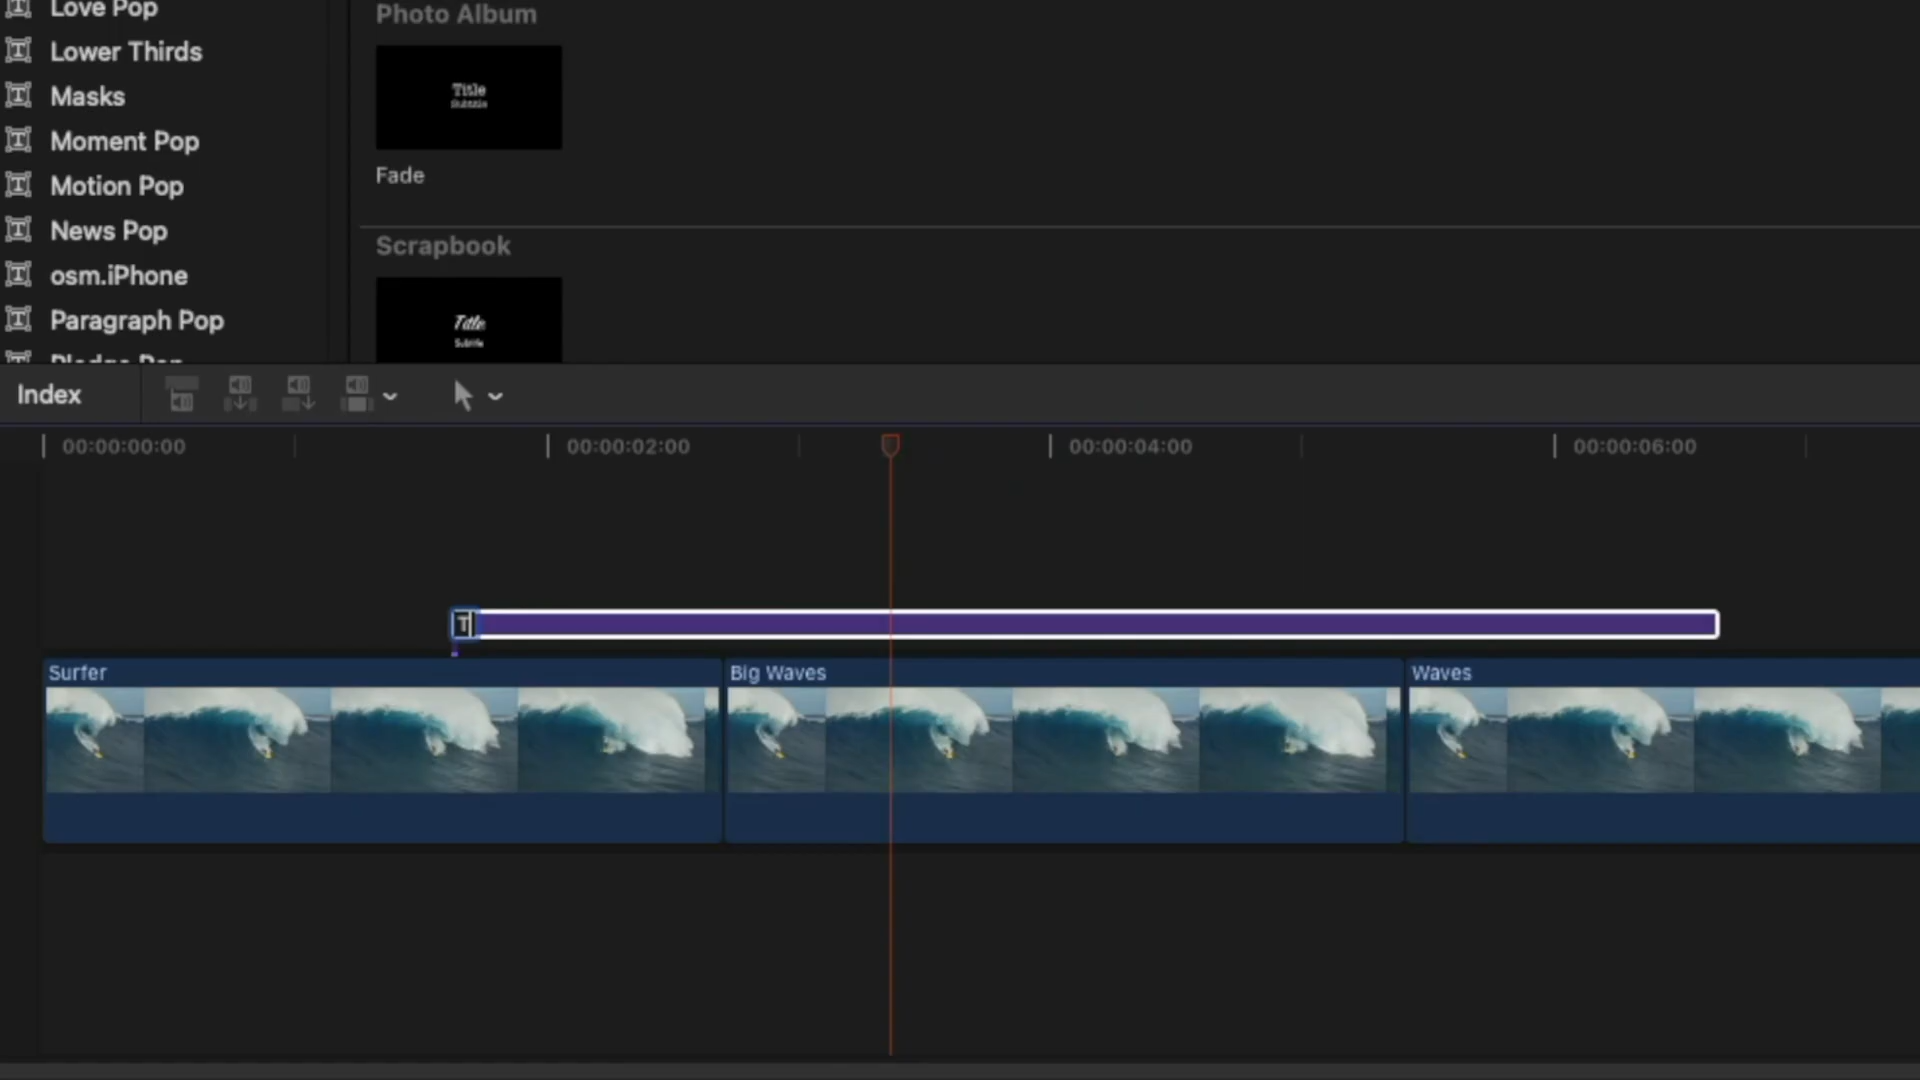 Love Pop
Lower Thirds
Masks
Moment Pop
Motion Pop
News Pop
osm.iPhone
Paragraph Pop
Photo Album
Title
Subtitle
Fade
Scrapbook
Title
Subtitle
Index
00:00:00:00
00:00:02:00
00:00:04:00
00:00:06:00
T
Surfer
Big Waves
Waves